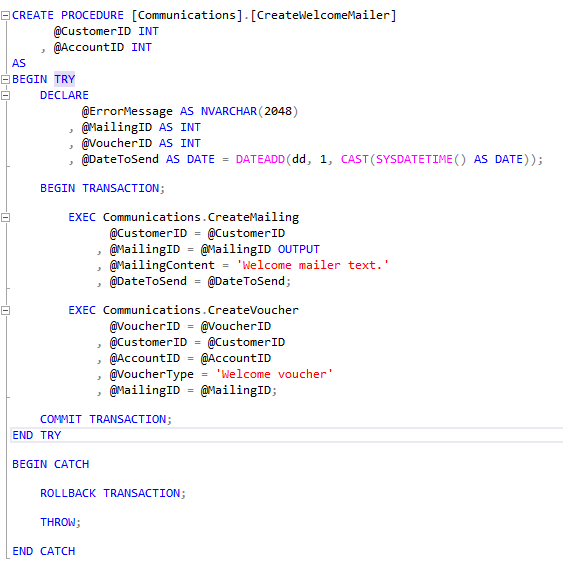 CREATE PROCEDURE [Communications].[CreateWelcomeMailer]
@CustomerID INT
, @AccountID INT
AS
BEGIN TRY
DECLARE
@ErrorMessage AS NVARCHAR(2048)
, @MailingID AS INT
, @VoucherID AS INT
, @DateToSend AS DATE = DATEADD(dd, 1, CAST(SYSDATETIME() AS DATE));
BEGIN TRANSACTION;
EXEC Communications.CreateMailing
@CustomerID = @CustomerID
, @MailingID = @MailingID OUTPUT
, @MailingContent = 'Welcome mailer text.'
, @DateToSend = @DateToSend;
EXEC Communications.CreateVoucher
@VoucherID = @VoucherID
, @CustomerID = @CustomerID
, @AccountID = @AccountID
, @VoucherType = 'Welcome voucher'
, @MailingID = @MailingID;
COMMIT TRANSACTION;
END TRY
BEGIN CATCH
ROLLBACK TRANSACTION;
THROW;
END CATCH